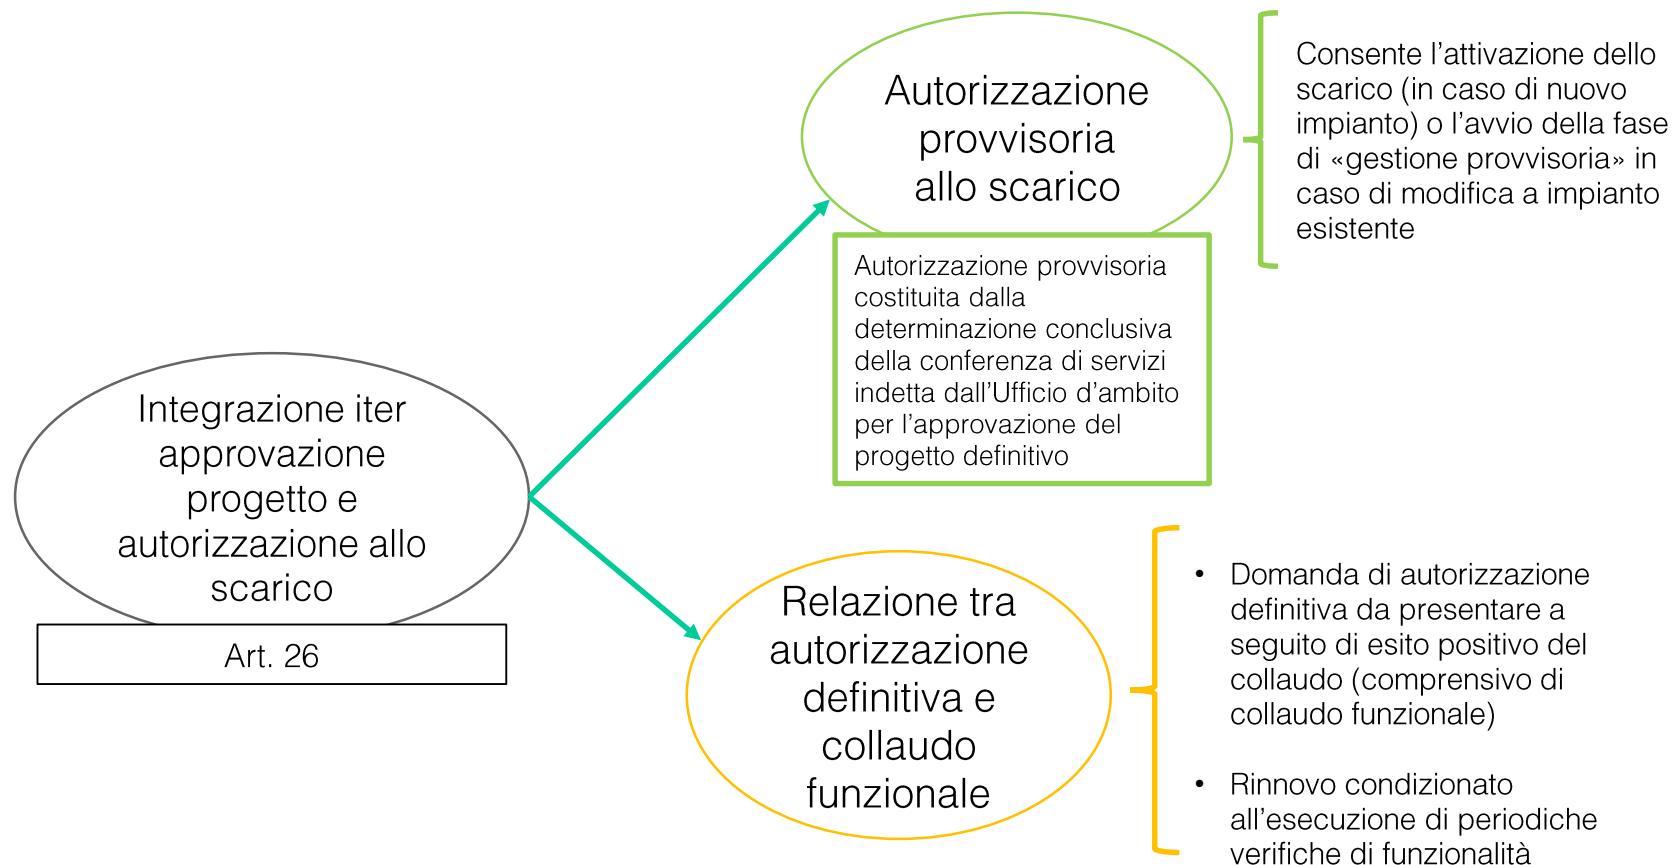 Integrazione iter
approvazione
progetto e
autorizzazione allo
scarico
Art. 26
Autorizzazione
provvisoria
allo scarico
Autorizzazione provvisoria
costituita dalla
determinazione conclusiva
della conferenza di servizi
indetta dall’Ufficio d’ambito
per l’approvazione del
progetto definitivo
Consente l’attivazione dello
scarico (in caso di nuovo
impianto) o l’avvio della fase
di «gestione provvisoria» in
caso di modifica a impianto
esistente
Relazione tra
autorizzazione
definitiva e
collaudo
funzionale
• Domanda di autorizzazione
definitiva da presentare a
seguito di esito positivo del
collaudo (comprensivo di
collaudo funzionale)
• Rinnovo condizionato
all’esecuzione di periodiche
verifiche di funzionalità